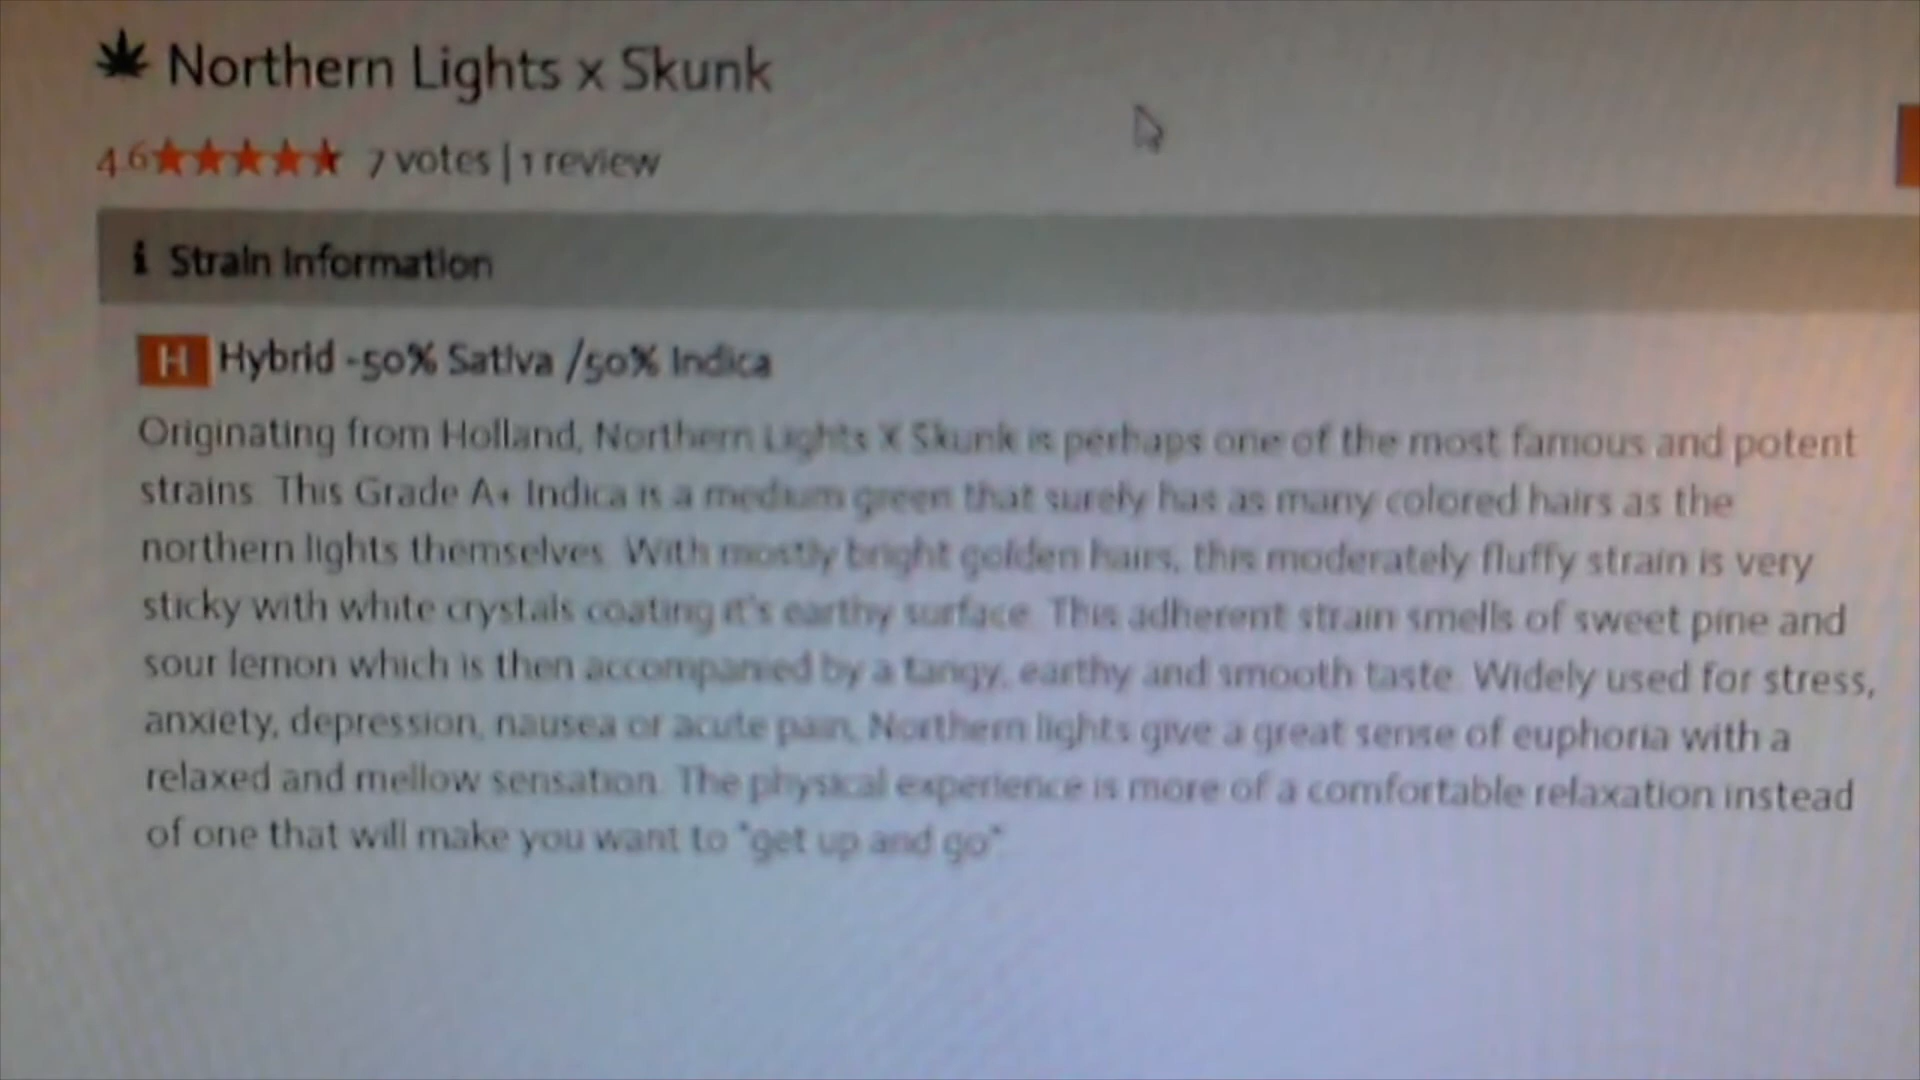 Northern Lights x Skunk
4.6 7 votes | 1 review
i Strain Information
H Hybrid -50% Sativa /50% Indica
Originating from Holland, Northern Lights X Skunk is perhaps one of the most famous and potent
strains. This Grade A+ Indica is a medium green that surely has as many colored hairs as the
northern lights themselves. With mostly bright golden hairs, this moderately fluffy strain is very
sticky with white crystals coating it's earthy surface. This adherent strain smells of sweet pine and
sour lemon which is then accompanied by a tangy, earthy and smooth taste. Widely used for stress,
anxiety, depression, nausea or acute pain, Northern lights give a great sense of euphoria with a
relaxed and mellow sensation. The physical experience is more of a comfortable relaxation instead
of one that will make you want to "get up and go".